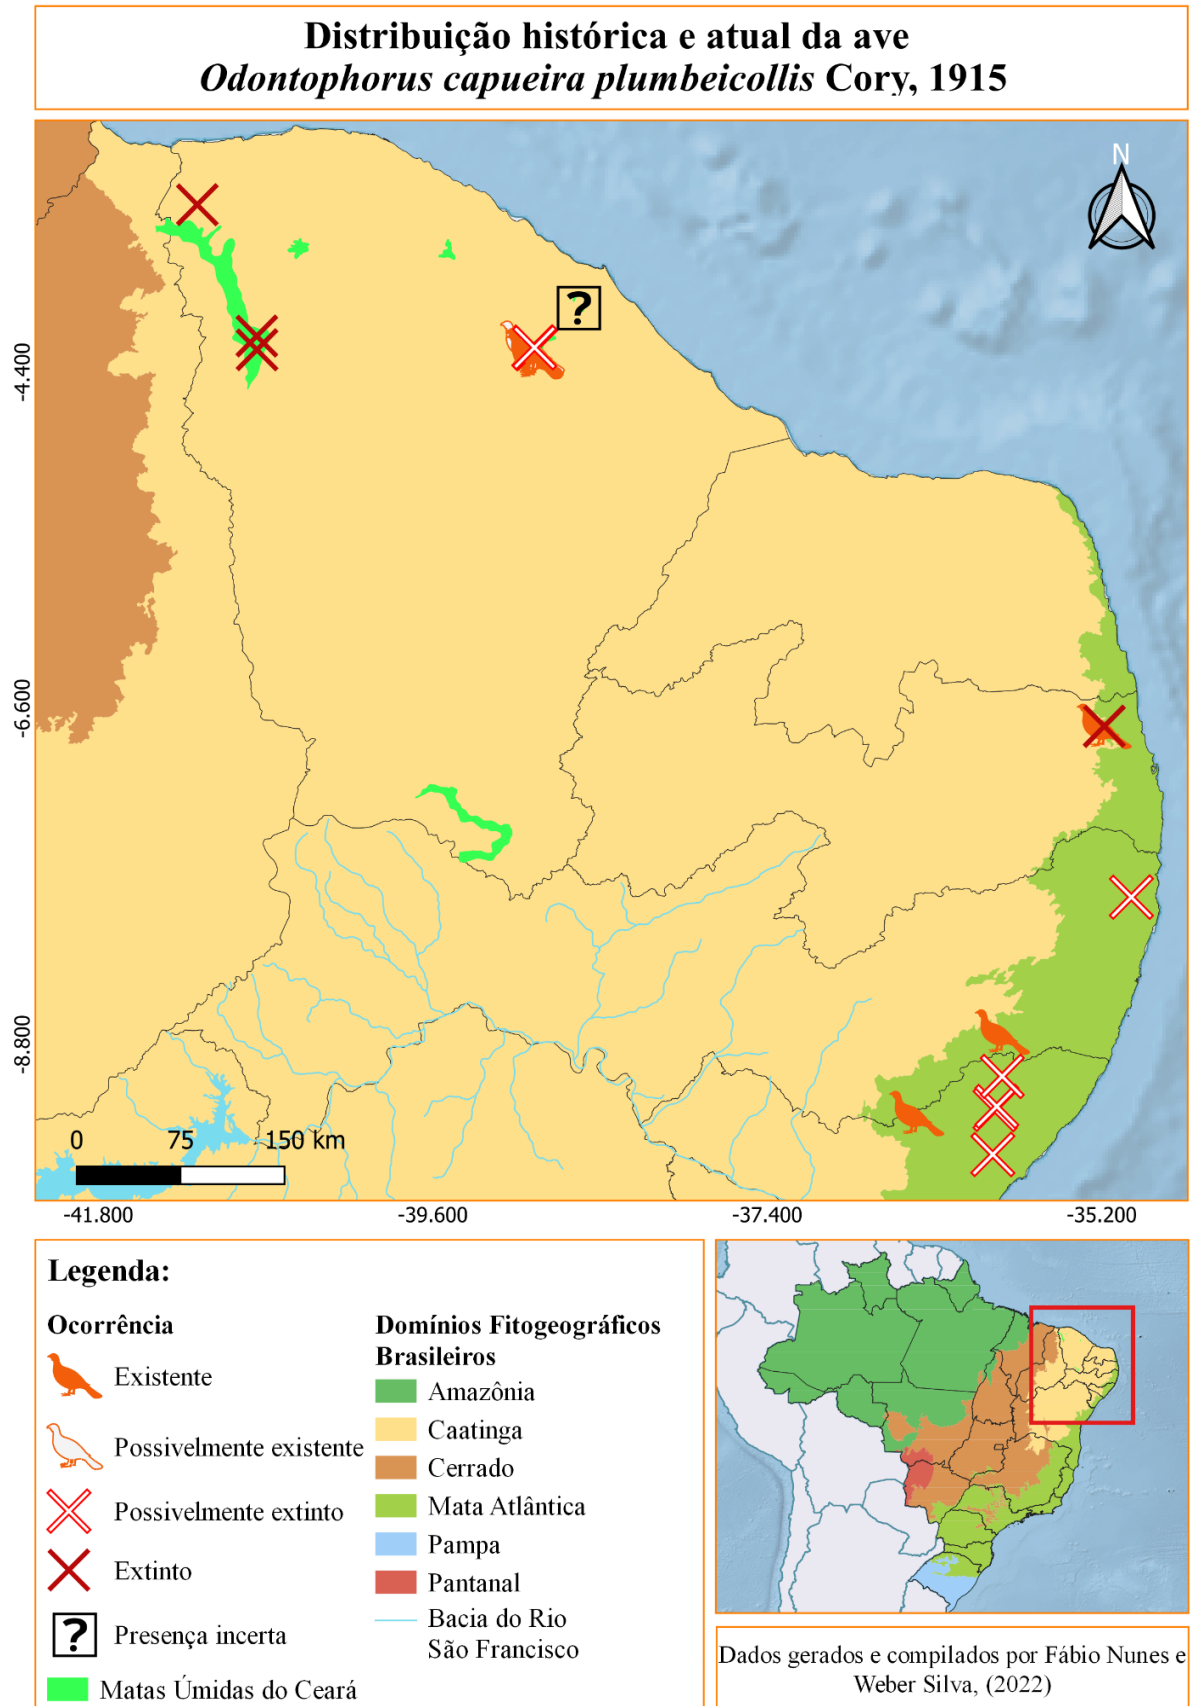 Distribuição histórica e atual da ave
Odontophorus capueira plumbeicollis Cory, 1915
N
?
-4.400
-6.600
-8.800
0 75 150 km
-41.800 -39.600 -37.400 -35.200
Legenda:
Ocorrência
Existente
Possivelmente existente
Possivelmente extinto
Extinto
? Presença incerta
Matas Úmidas do Ceará
Domínios Fitogeográficos
Brasileiros
Amazônia
Caatinga
Cerrado
Mata Atlântica
Pampa
Pantanal
Bacia do Rio
São Francisco
Dados gerados e compilados por Fábio Nunes e
Weber Silva, (2022)